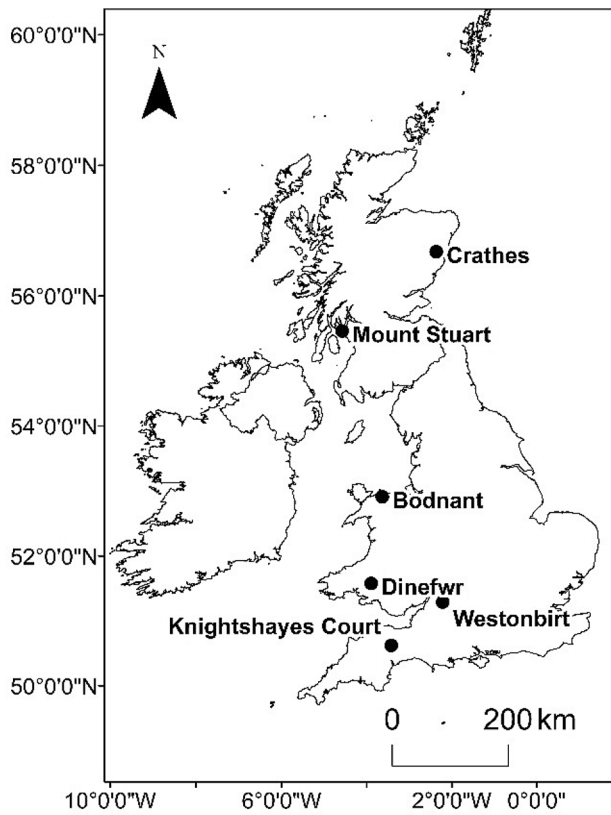 60°0'0"N
N
58°0'0"N
Crathes
56°0'0"N
Mount Stuart
54°0'0"N
Bodnant
52°0'0"N
Dinefwr
Westonbirt
Knightshayes Court
50°0'0"N
0 200 km
10°0'0"W 6°0'0"W 2°0'0"W 0°0'0"